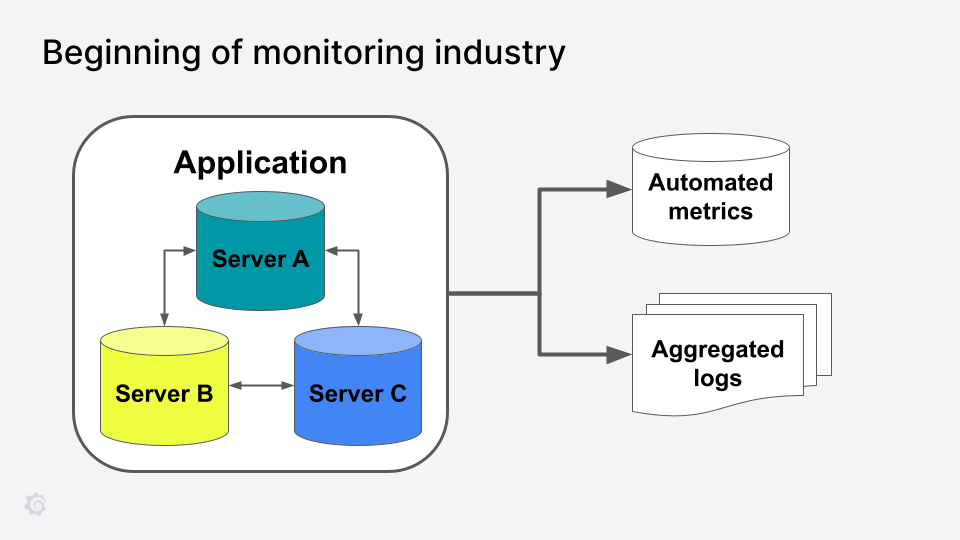 Beginning of monitoring industry
Application
Server A
Server B
Server C
Automated
metrics
Aggregated
logs